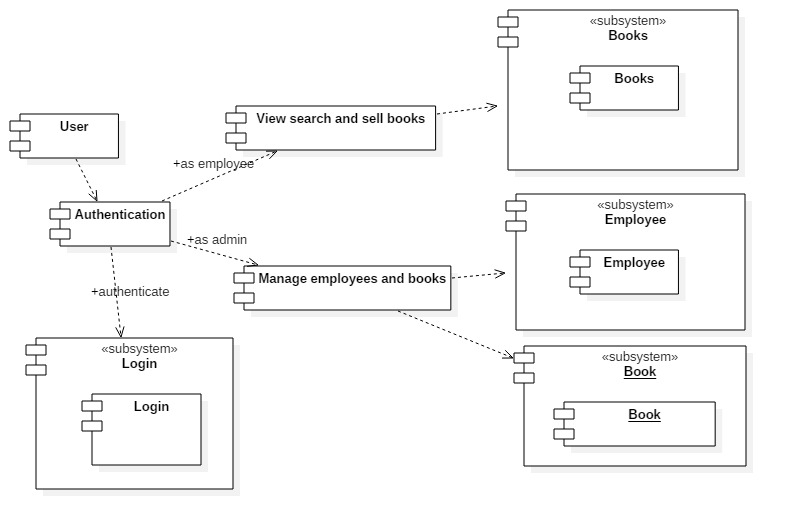 «subsystem»
Books
Books
User
View search and sell books
+as employee
Authentication
«subsystem»
Employee
Employee
+as admin
Manage employees and books
+authenticate
«subsystem»
Login
Login
«subsystem»
Book
Book